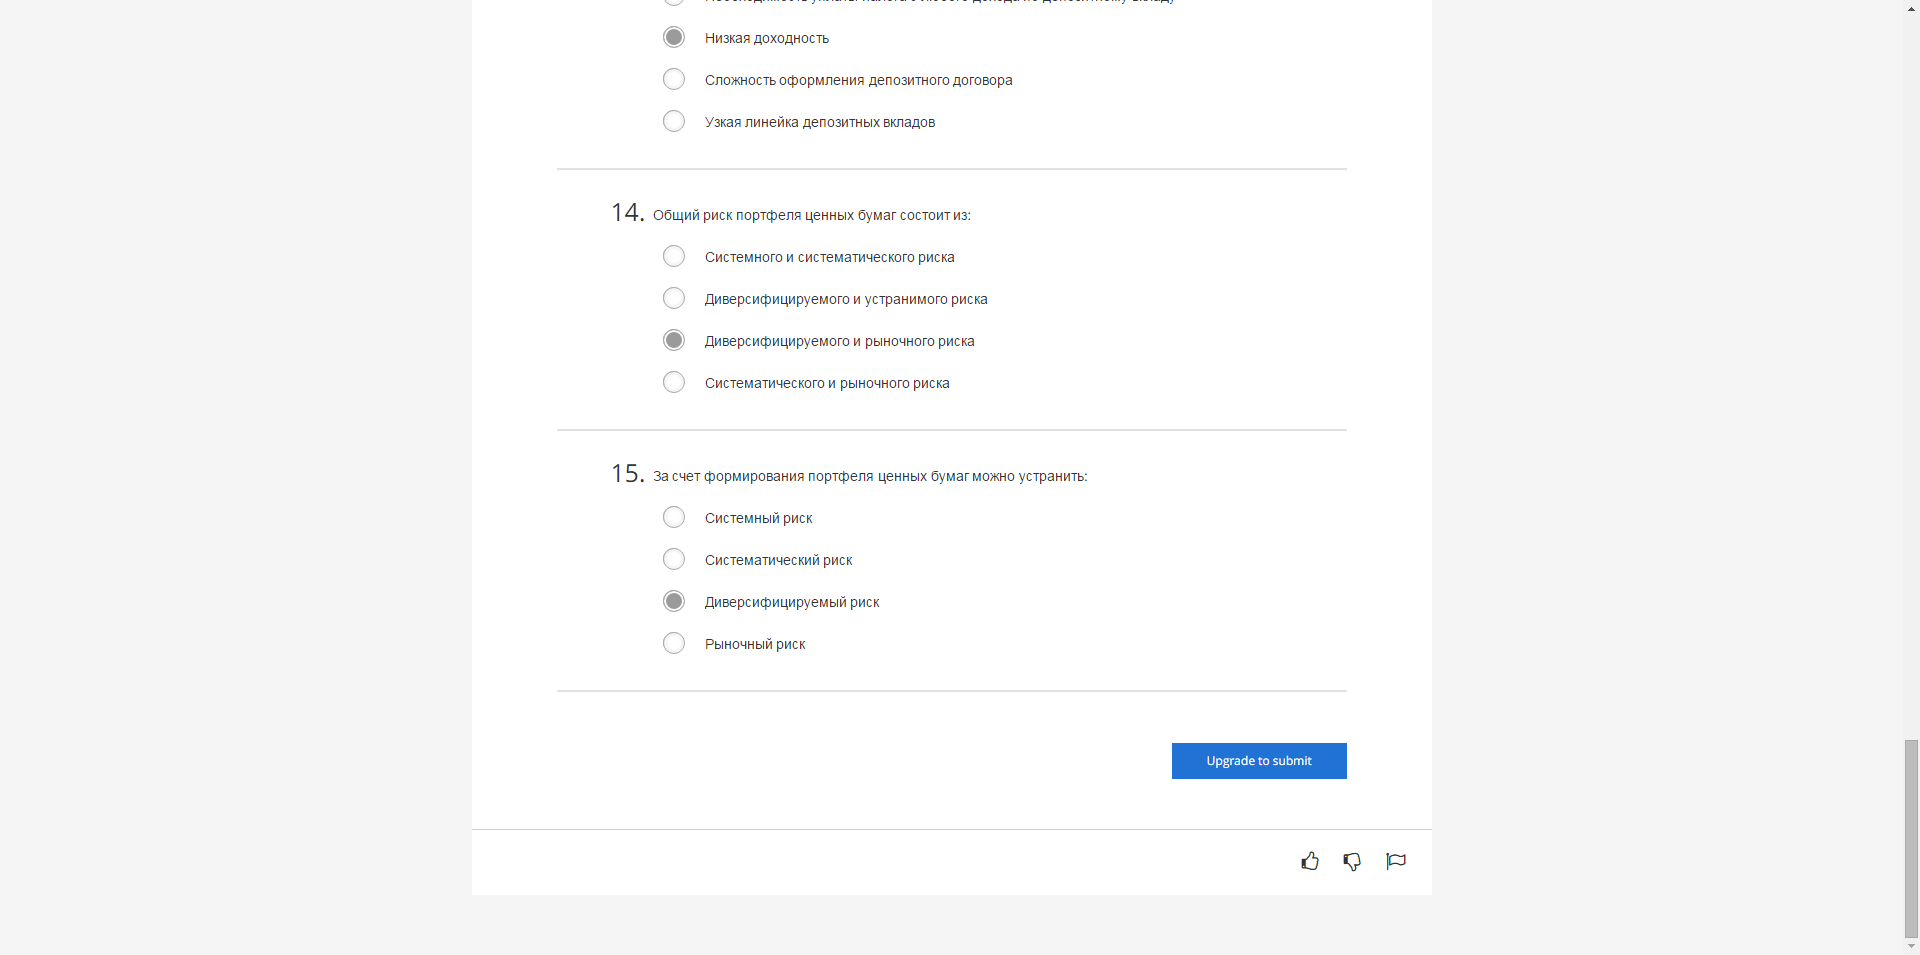 Низкая доходность
Сложность оформления депозитного договора
Узкая линейка депозитных вкладов
14. Общий риск портфеля ценных бумаг состоит из:
Системного и систематического риска
Диверсифицируемого и устранимого риска
Диверсифицируемого и рыночного риска
Систематического и рыночного риска
15. За счет формирования портфеля ценных бумаг можно устранить:
Системный риск
Систематический риск
Диверсифицируемый риск
Рыночный риск
Upgrade to submit